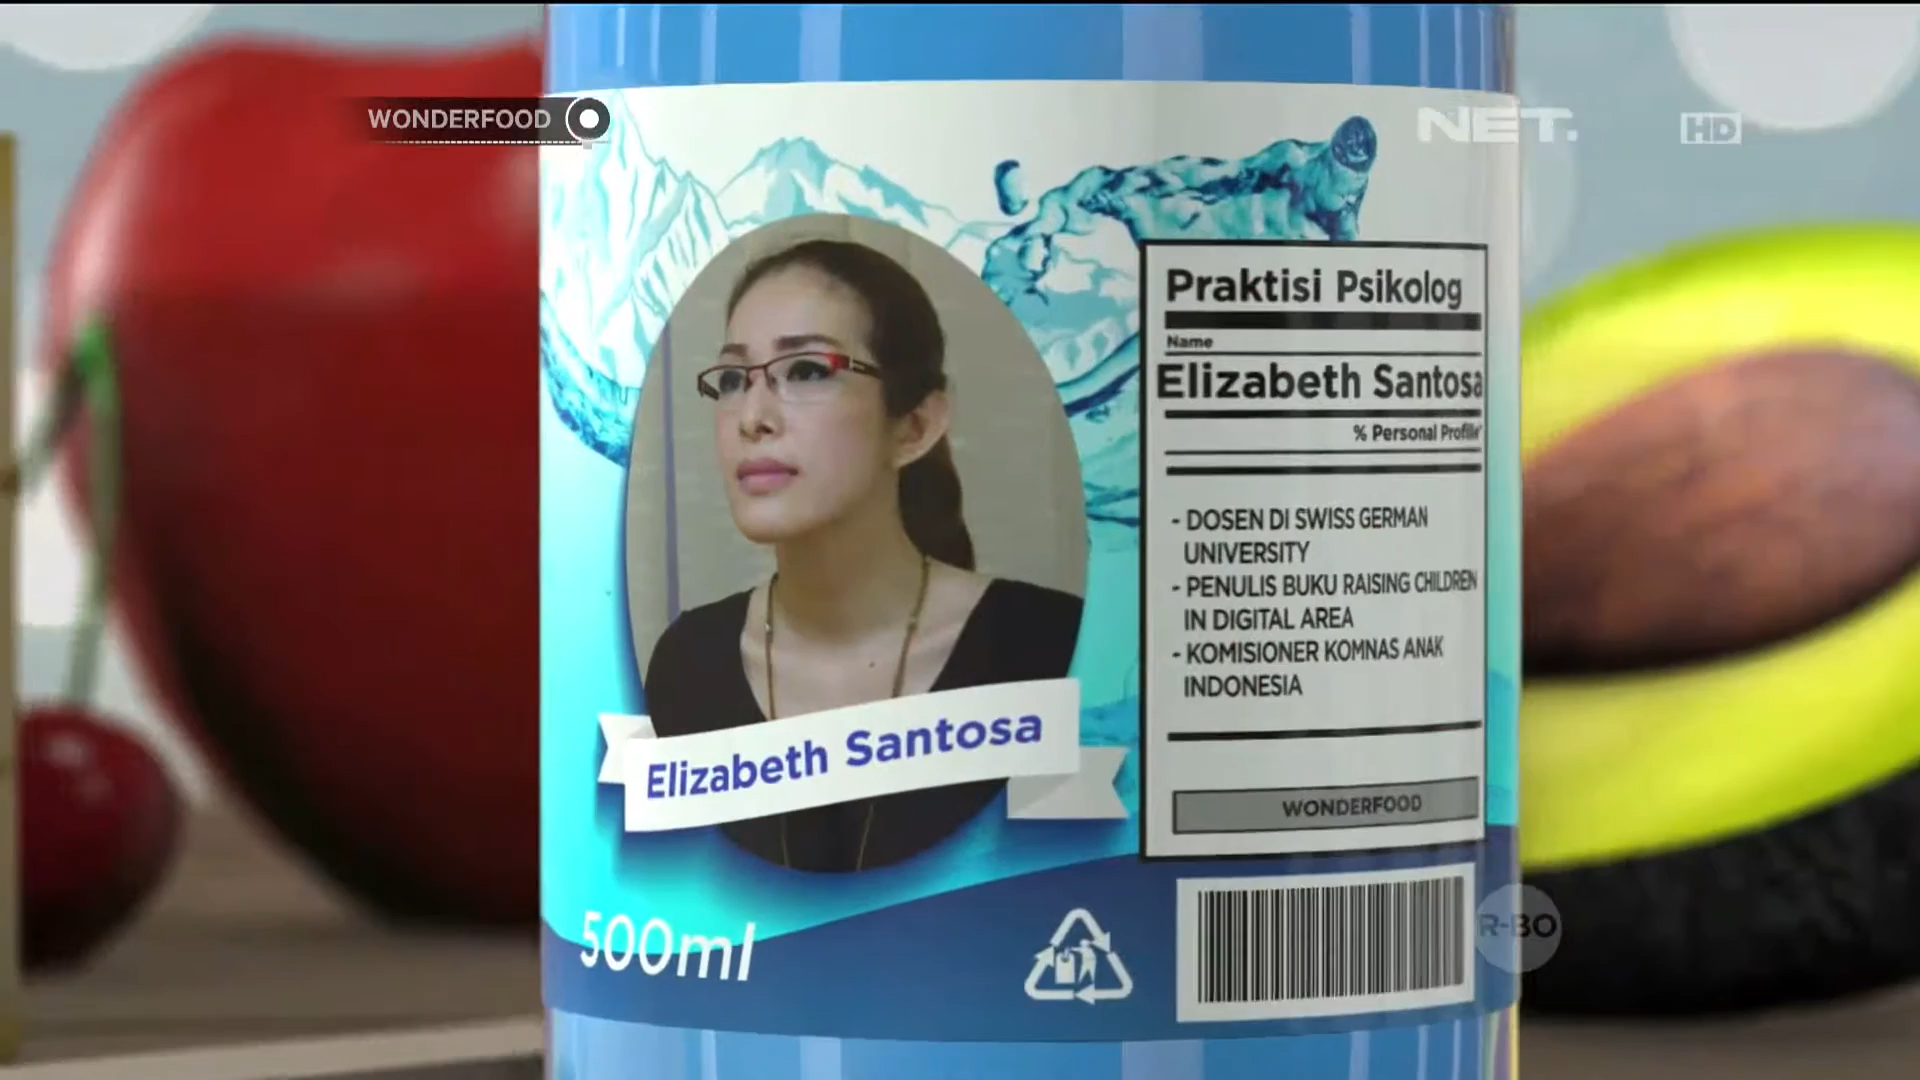 WONDERFOOD
NET.
HD
Praktisi Psikolog
Name
Elizabeth Santosa
% Personal Profile*
- DOSEN DI SWISS GERMAN
UNIVERSITY
- PENULIS BUKU RAISING CHILDREN
IN DIGITAL AREA
- KOMISIONER KOMNAS ANAK
INDONESIA
WONDERFOOD
Elizabeth Santosa
500ml
R-BO